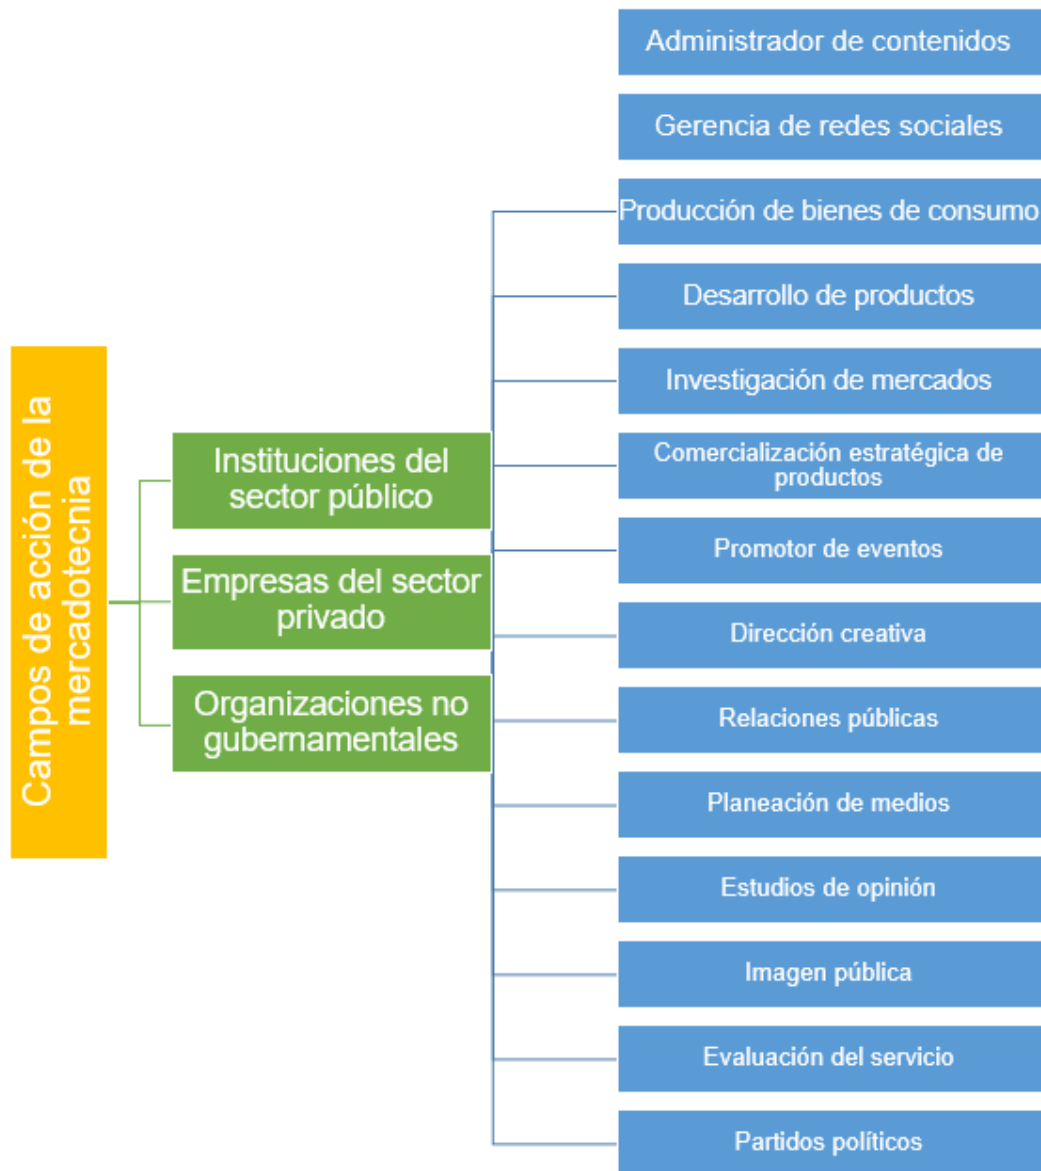 Campos de acción de la
mercadotecnia
Instituciones del
sector público
Empresas del sector
privado
Organizaciones no
gubernamentales
Administrador de contenidos
Gerencia de redes sociales
Producción de bienes de consumo
Desarrollo de productos
Investigación de mercados
Comercialización estratégica de
productos
Promotor de eventos
Dirección creativa
Relaciones públicas
Planeación de medios
Estudios de opinión
Imagen pública
Evaluación del servicio
Partidos políticos